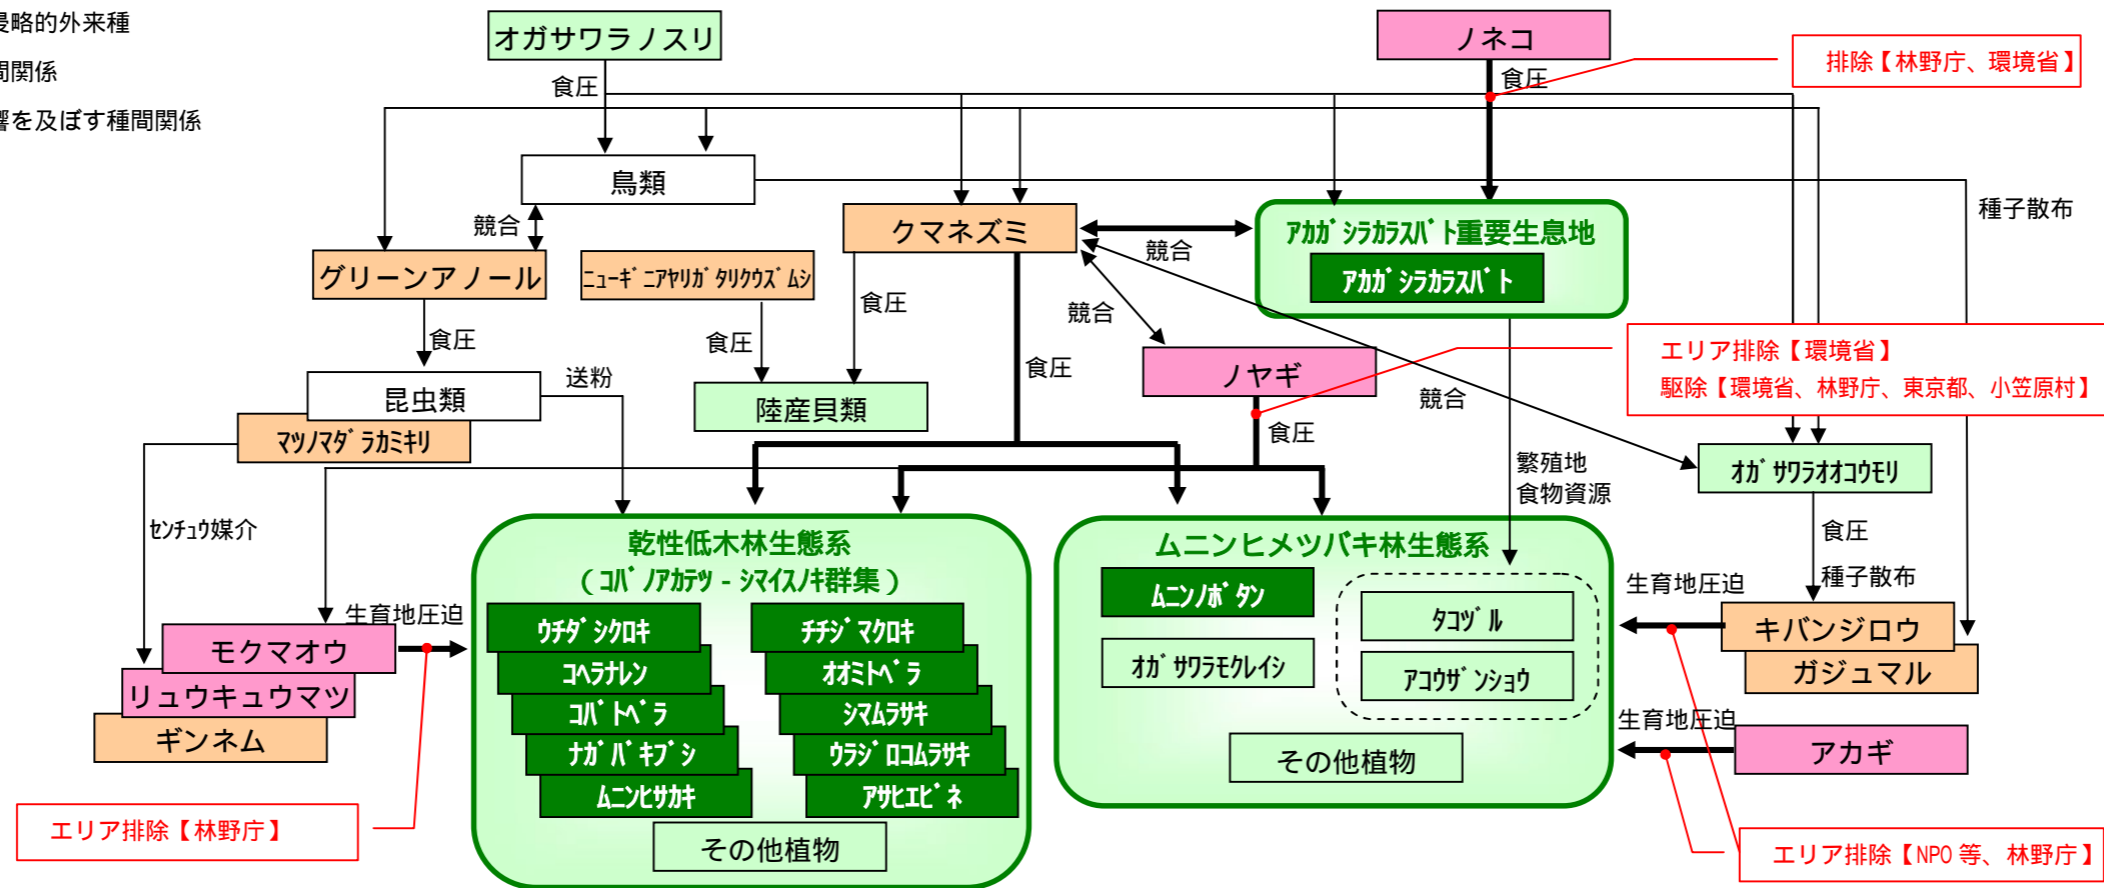 侵略的外来種
間関係
響を及ぼす種間関係
オガサワラノスリ
ノネコ
排除【林野庁、環境省】
食圧
食圧
鳥類
種子散布
競合
クマネズミ
競合
アカガシラカラスバト重要生息地
アカガシラカラスバト
グリーンアノール
ニューギニアヤリガタリクウズムシ
食圧
食圧
食圧
食圧
競合
エリア排除【環境省】
駆除【環境省、林野庁、東京都、小笠原村】
昆虫類
送粉
陸産貝類
ノヤギ
競合
マツノマダラカミキリ
食圧
オガサワラオオコウモリ
繁殖地
食物資源
センチュウ媒介
食圧
種子散布
乾性低木林生態系
（コバノアカテツ - シマイスノキ群集）
ムニンヒメツバキ林生態系
生育地圧迫
生育地圧迫
ウチダシクロキ
チチジマクロキ
ムニンノボタン
タコヅル
キバンジロウ
モクマオウ
コヘラナレン
オオミトベラ
オガサワラモクレイシ
アコウザンショウ
ガジュマル
リュウキュウマツ
コバトベラ
シマムラサキ
生育地圧迫
ギンネム
ナガバキブシ
ウラジロコムラサキ
その他植物
アカギ
ムニンヒサカキ
アサヒエビネ
エリア排除【林野庁】
その他植物
エリア排除【NPO等、林野庁】